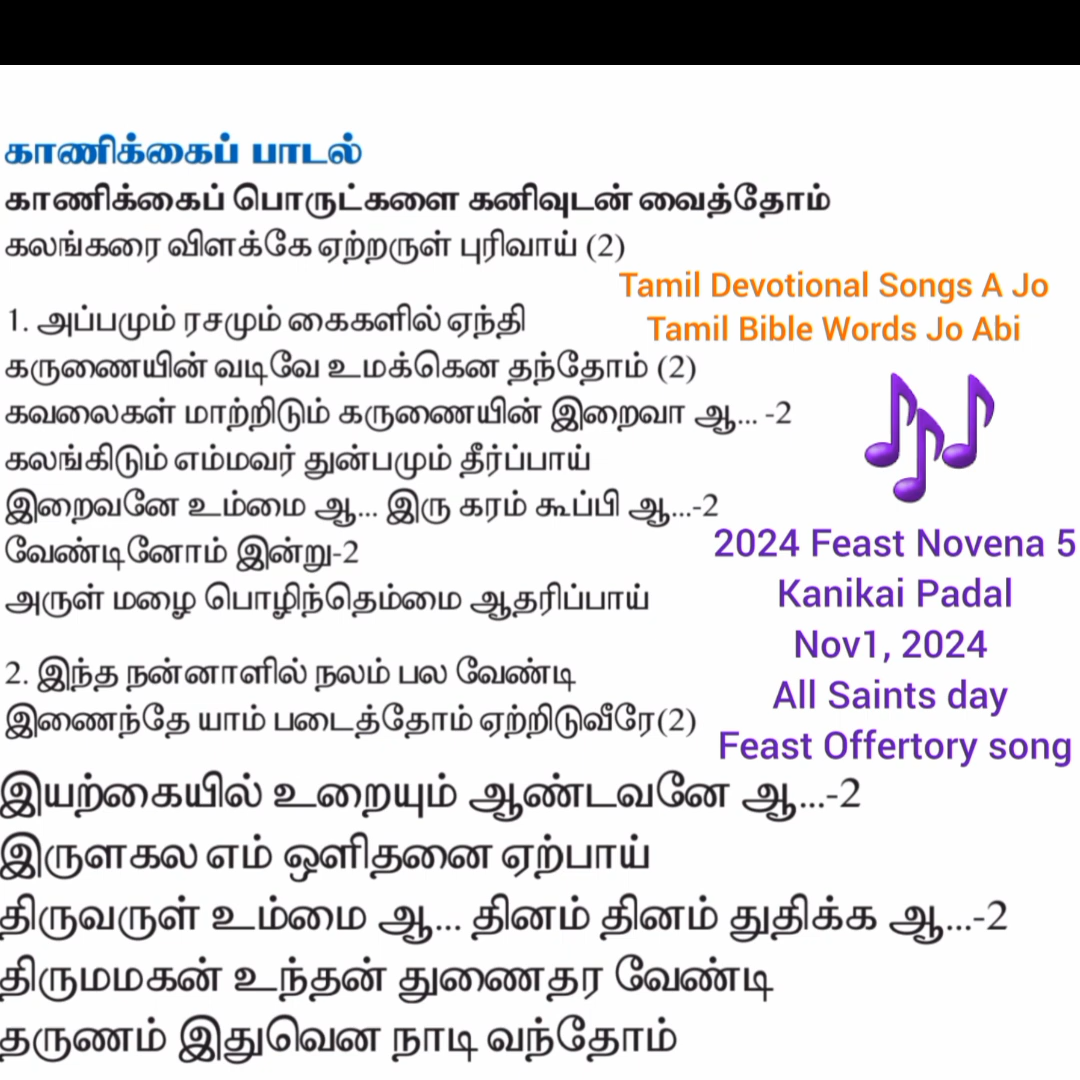 காணிக்கைப் பாடல்
காணிக்கைப் பொருட்களை கனிவுடன் வைத்தோம்
கலங்கரை விளக்கே ஏற்றருள் புரிவாய் (2)
Tamil Devotional Songs A Jo
Tamil Bible Words Jo Abi
1. அப்பமும் ரசமும் கைகளில் ஏந்தி
கருணையின் வடிவே உமக்கென தந்தோம் (2)
கவலைகள் மாற்றிடும் கருணையின் இறைவா ஆ... -2
கலங்கிடும் எம்மவர் துன்பமும் தீர்ப்பாய்
இறைவனே உம்மை ஆ... இரு கரம் கூப்பி ஆ...-2
வேண்டினோம் இன்று-2
அருள் மழை பொழிந்தெம்மை ஆதரிப்பாய்
2024 Feast Novena 5
Kanikai Padal
Nov1, 2024
All Saints day
Feast Offertory song
2. இந்த நன்னாளில் நலம் பல வேண்டி
இணைந்தே யாம் படைத்தோம் ஏற்றிடுவீரே(2)
இயற்கையில் உறையும் ஆண்டவனே ஆ...-2
இருளகல எம் ஒளிதனை ஏற்பாய்
திருவருள் உம்மை ஆ... தினம் தினம் துதிக்க ஆ...-2
திருமமகன் உந்தன் துணைதர வேண்டி
தருணம் இதுவென நாடி வந்தோம்